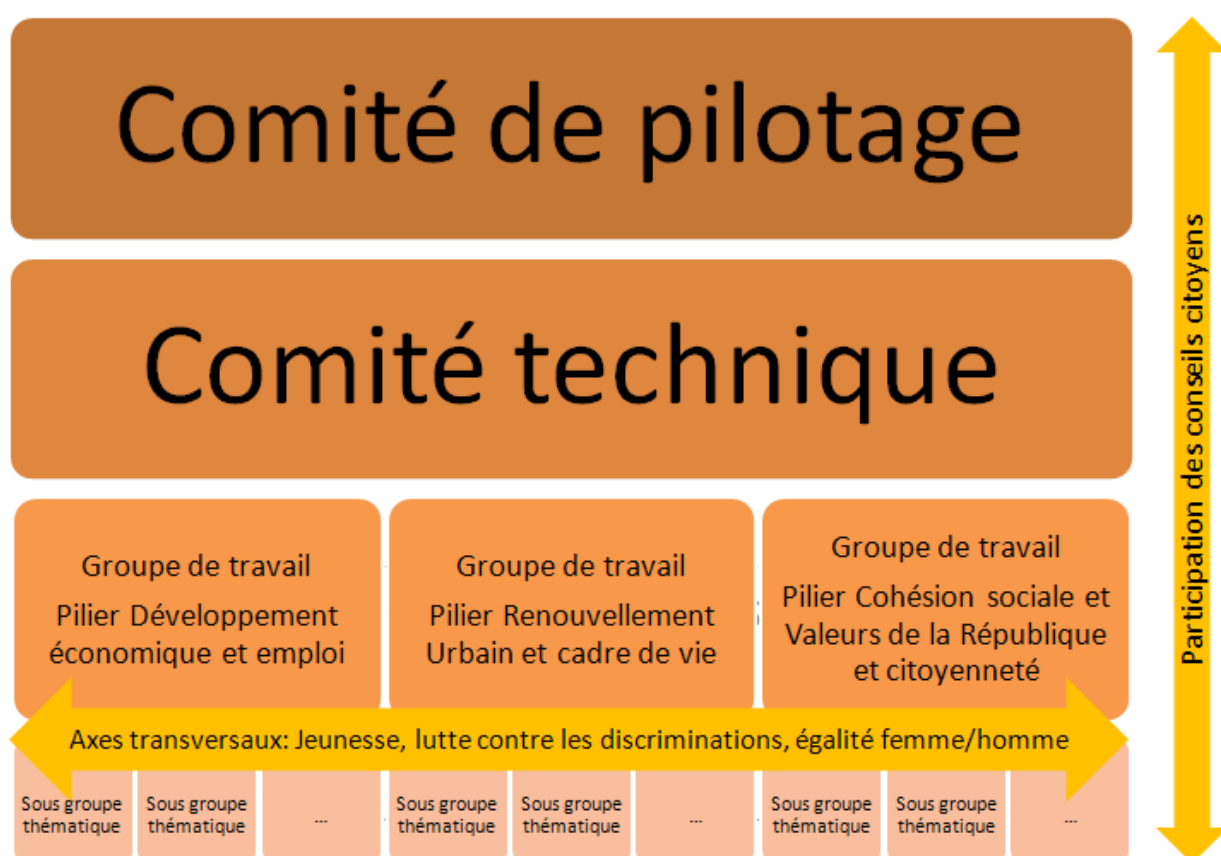 Comité de pilotage
Comité technique
Groupe de travail
Pilier Développement
économique et emploi
Groupe de travail
Pilier Renouvellement
Urbain et cadre de vie
Groupe de travail
Pilier Cohésion sociale et
Valeurs de la République
et citoyenneté
Axes transversaux: Jeunesse, lutte contre les discriminations, égalité femme/homme
Sous groupe
thématique
Sous groupe
thématique
...
Sous groupe
thématique
Sous groupe
thématique
...
Sous groupe
thématique
Sous groupe
thématique
...
Participation des conseils citoyens